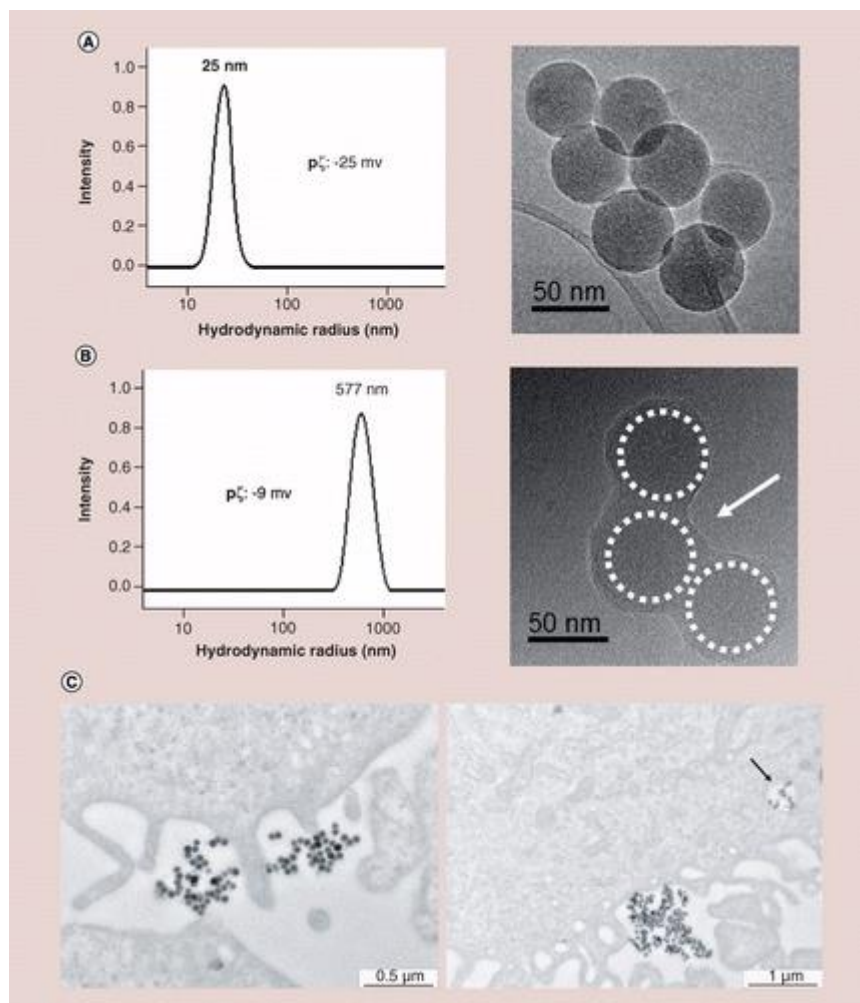 A
25 nm
pζ: -25 mv
Intensity
1.0
0.8
0.6
0.4
0.2
0.0
10 100 1000
Hydrodynamic radius (nm)
50 nm
B
577 nm
pζ: -9 mv
Intensity
1.0
0.8
0.6
0.4
0.2
0.0
10 100 1000
Hydrodynamic radius (nm)
50 nm
C
0.5 µm
1 µm